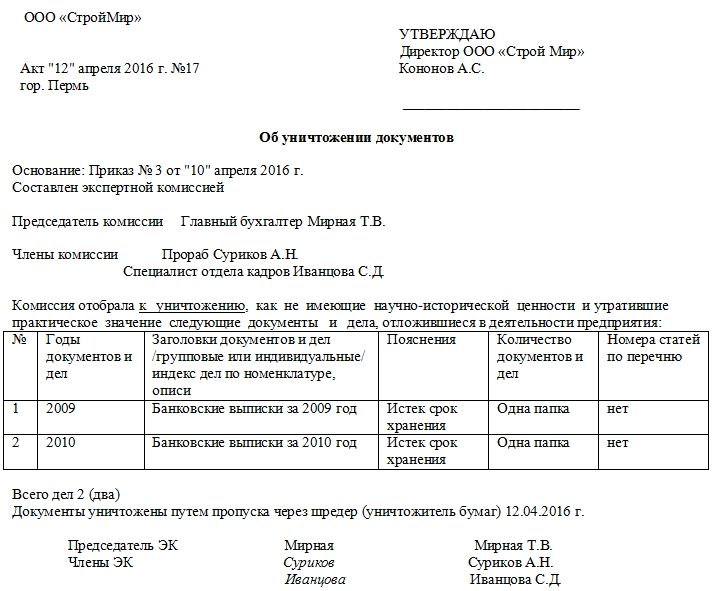 ООО «СтройМир»
УТВЕРЖДАЮ
Директор ООО «Строй Мир»
Акт "12" апреля 2016 г. №17
Кононов А.С.
гор. Пермь
Об уничтожении документов
Основание: Приказ № 3 от "10" апреля 2016 г.
Составлен экспертной комиссией
Председатель комиссии Главный бухгалтер Мирная Т.В.
Члены комиссии Прораб Суриков А.Н.
Специалист отдела кадров Иванцова С.Д.
Комиссия отобрала к уничтожению, как не имеющие научно-исторической ценности и утратившие
практическое значение следующие документы и дела, отложившиеся в деятельности предприятия:
№ Годы Заголовки документов и дел Пояснения Количество Номера статей
документов и /групповые или индивидуальные/ документов и по перечню
дел индекс дел по номенклатуре, дел
описи
1 2009 Банковские выписки за 2009 год Истек срок Одна папка нет
хранения
2 2010 Банковские выписки за 2010 год Истек срок Одна папка нет
хранения
Всего дел 2 (два)
Документы уничтожены путем пропуска через шредер (уничтожитель бумаг) 12.04.2016 г.
Председатель ЭК Мирная Мирная Т.В.
Члены ЭК Суриков Суриков А.Н.
Иванцова Иванцова С.Д.